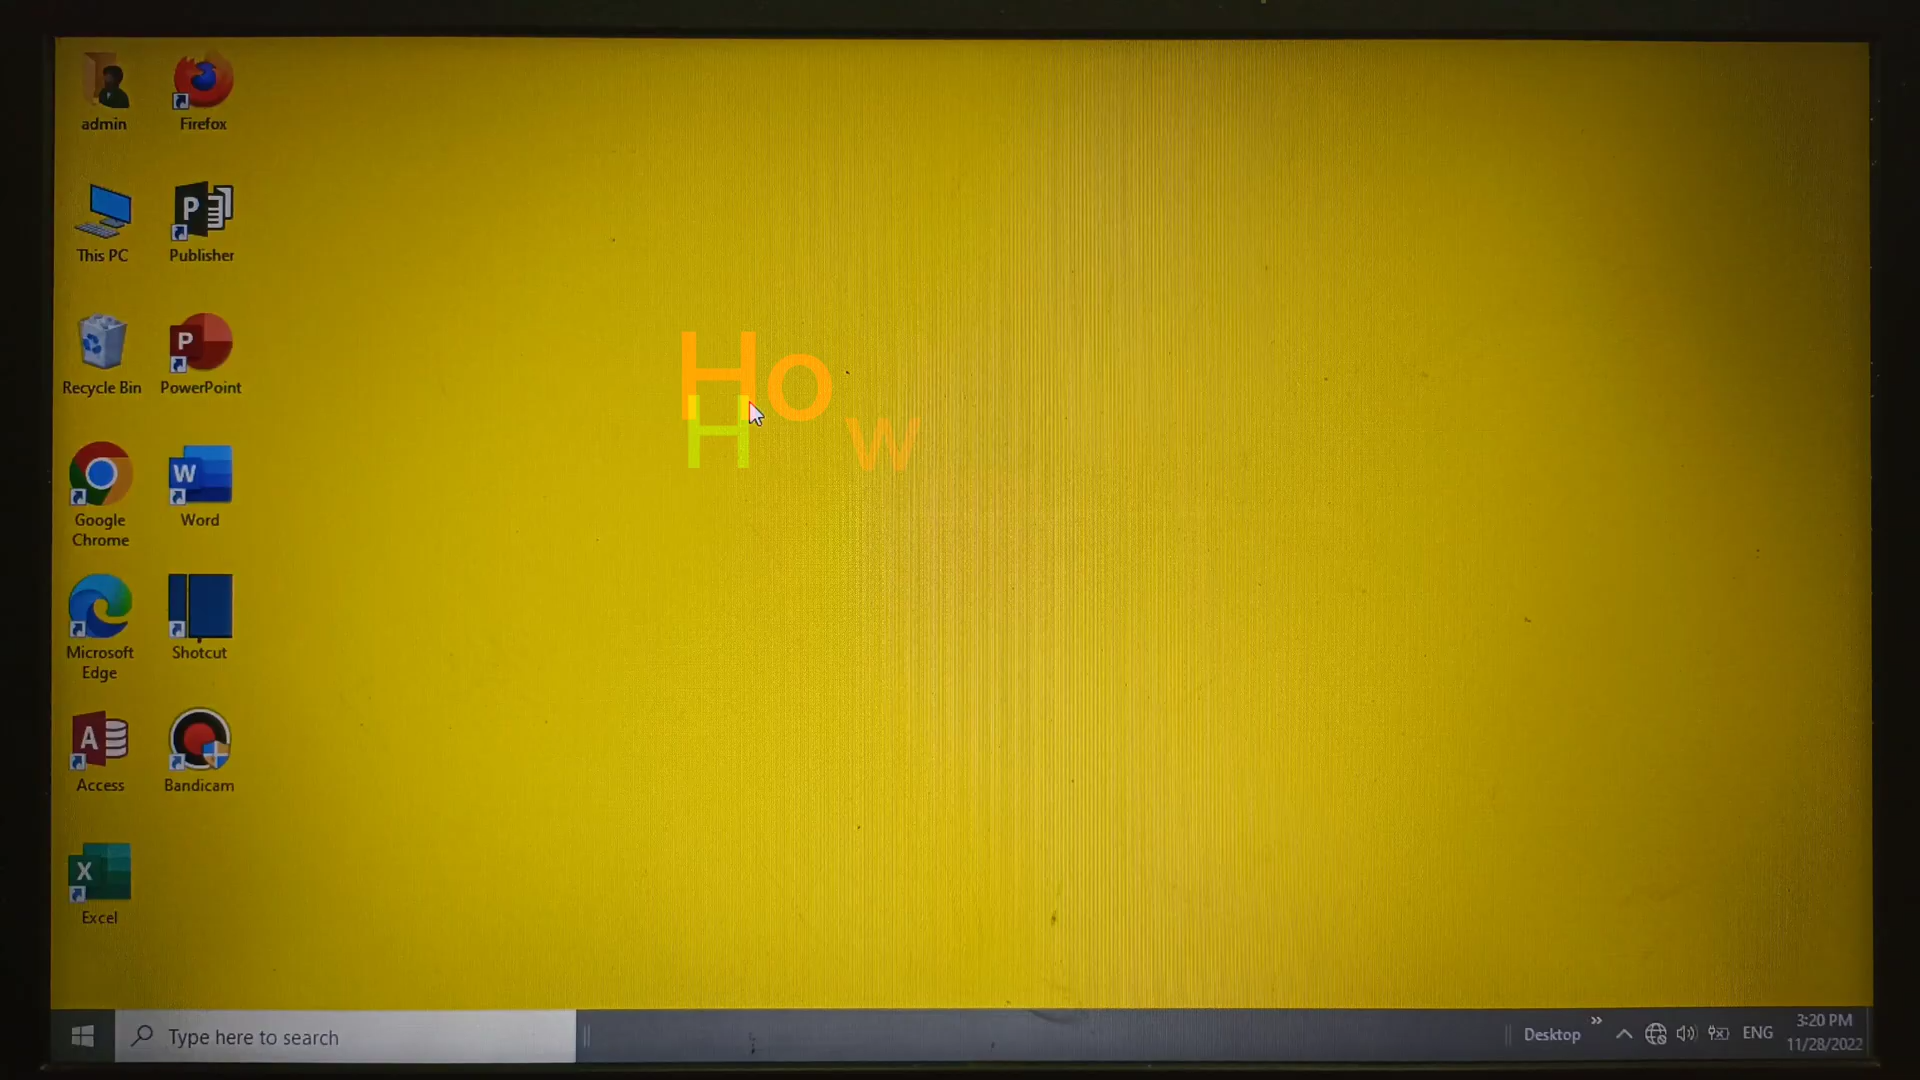 admin Firefox
This PC Publisher
Recycle Bin PowerPoint
Google Chrome Word
Microsoft Edge Shotcut
Access Bandicam
Excel
How
H
Type here to search
Desktop
ENG
3:20 PM
11/28/2022